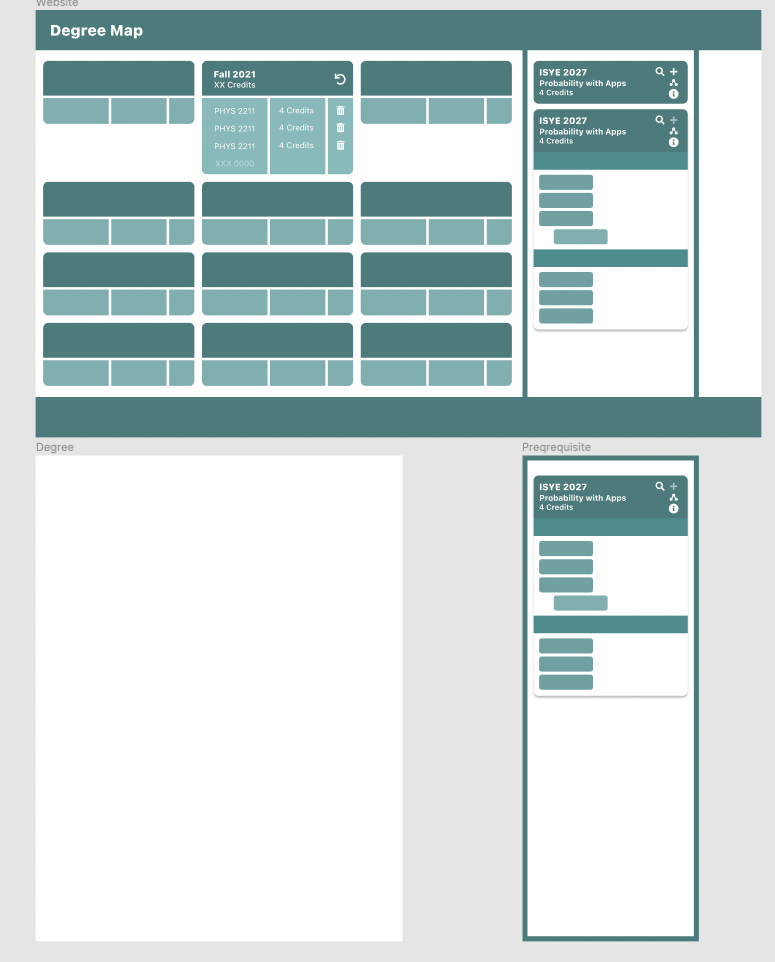 Website
Degree Map
Fall 2021
XX Credits
PHYS 2211 4 Credits
PHYS 2211 4 Credits
PHYS 2211 4 Credits
XXX 0000
ISYE 2027
Probability with Apps
4 Credits
ISYE 2027
Probability with Apps
4 Credits
Degree
Preqrequisite
ISYE 2027
Probability with Apps
4 Credits